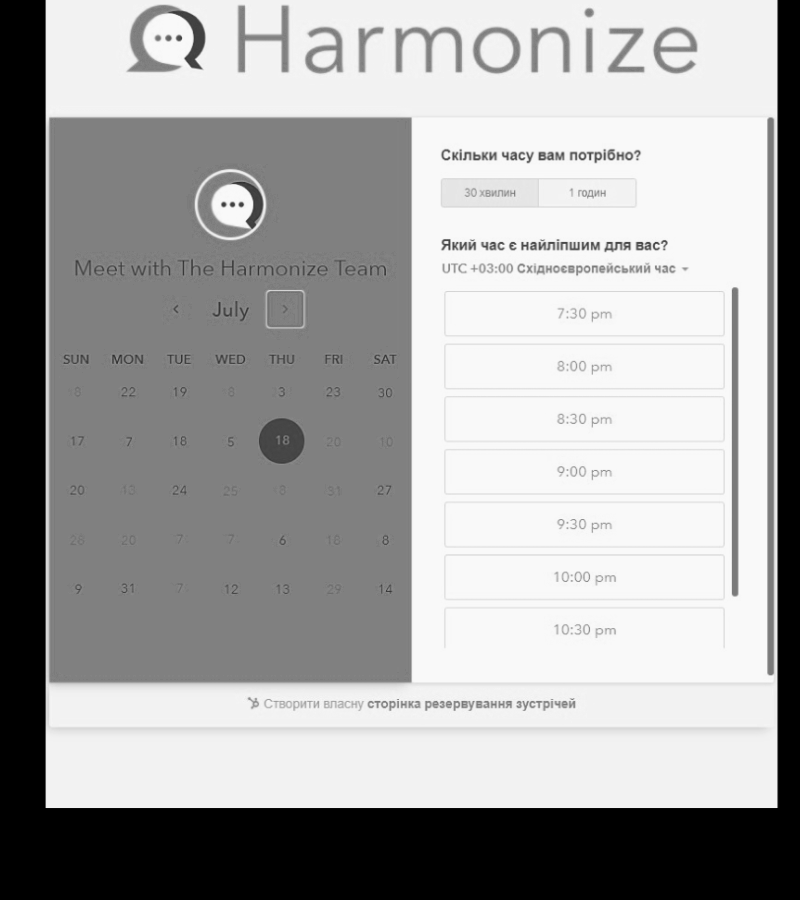 Harmonize
Meet with The Harmonize Team
July
SUN MON TUE WED THU FRI SAT
8 22 19 8 3 23 30
17 7 18 5 18 20 10
20 13 24 25 8 31 27
26 20 7 7 6 18 8
9 31 7 12 13 29 14
Скільки часу вам потрібно?
30 хвилин 1 годин
Який час є найліпшим для вас?
UTC +03:00 Східноєвропейський час
7:30 pm
8:00 pm
8:30 pm
9:00 pm
9:30 pm
10:00 pm
10:30 pm
Створити власну сторінка резервування зустрічей